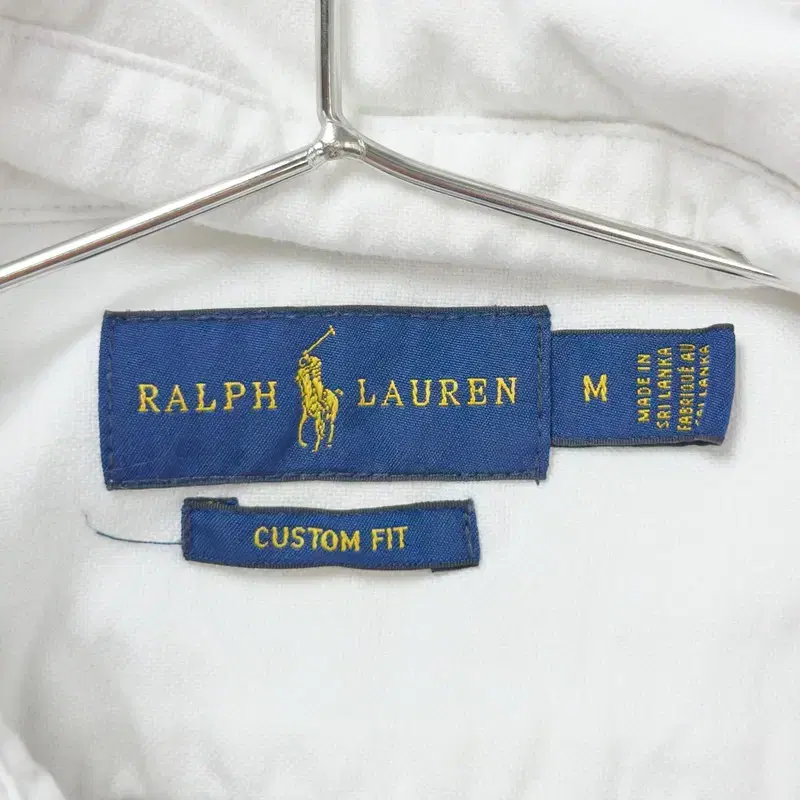 RALPH LAUREN
M
MADE IN
SRI LANKA
FABRIQUÉ AU
SRI LANKA
CUSTOM FIT